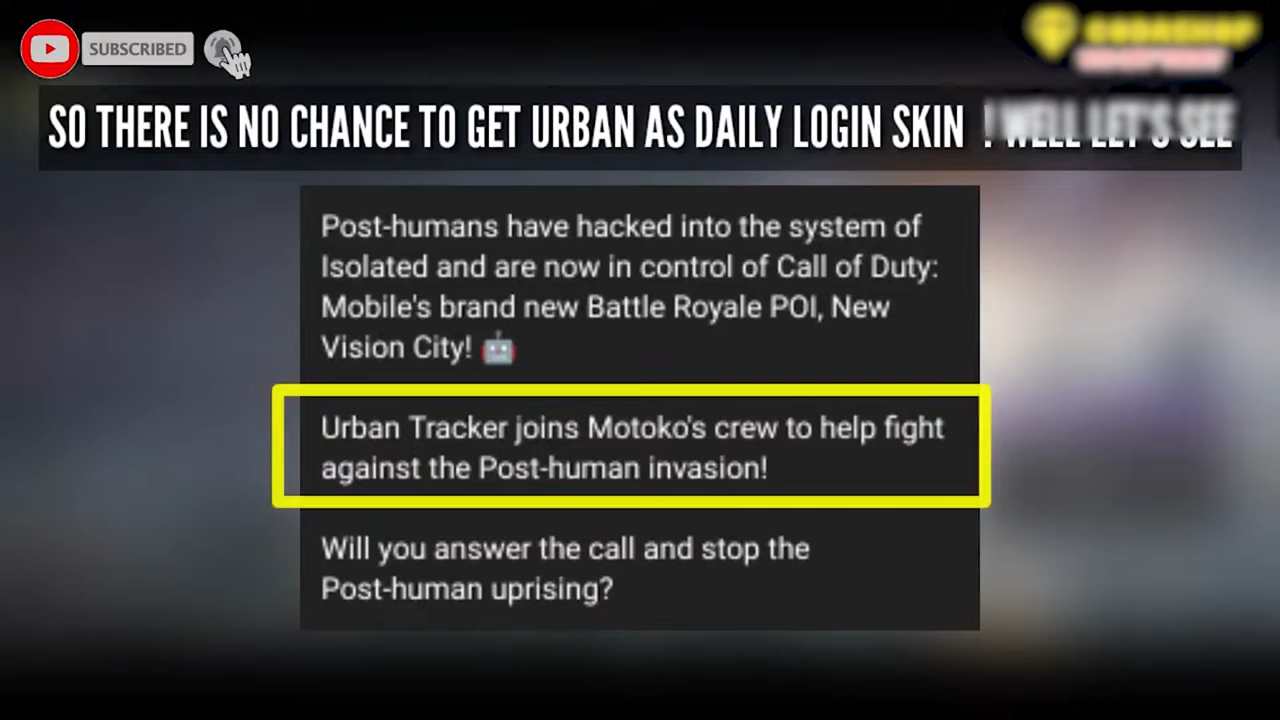 SUBSCRIBED
SO THERE IS NO CHANCE TO GET URBAN AS DAILY LOGIN SKIN ! WELL LET'S SEE
Post-humans have hacked into the system of
Isolated and are now in control of Call of Duty:
Mobile's brand new Battle Royale POI, New
Vision City! 🤖
Urban Tracker joins Motoko's crew to help fight
against the Post-human invasion!
Will you answer the call and stop the
Post-human uprising?